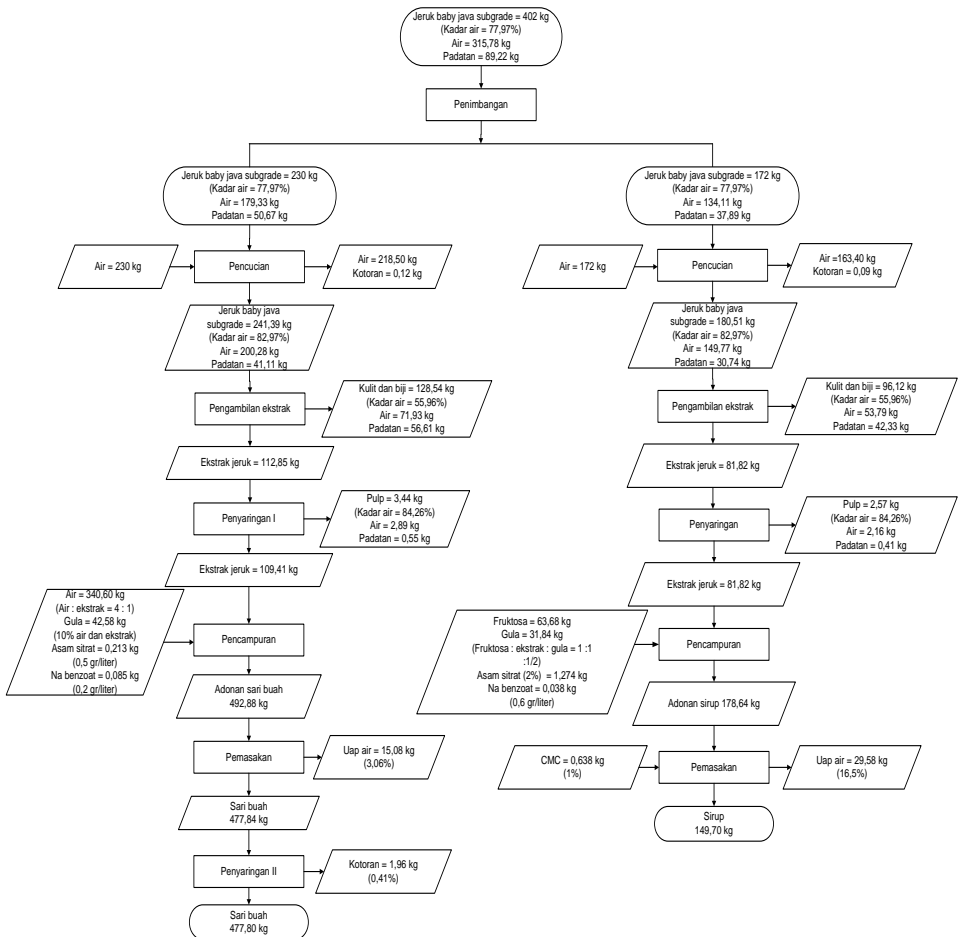 Jeruk baby java subgrade = 402 kg
(Kadar air = 77,97%)
Air = 315,78 kg
Padatan = 89,22 kg
Penimbangan
Jeruk baby java subgrade = 230 kg
(Kadar air = 77,97%)
Air = 179,33 kg
Padatan = 50,67 kg
Air = 230 kg
Pencucian
Air = 218,50 kg
Kotoran = 0,12 kg
Jeruk baby java
subgrade = 241,39 kg
(Kadar air = 82,97%)
Air = 200,28 kg
Padatan = 41,11 kg
Pengambilan ekstrak
Kulit dan biji = 128,54 kg
(Kadar air = 55,96%)
Air = 71,93 kg
Padatan = 56,61 kg
Ekstrak jeruk = 112,85 kg
Penyaringan I
Pulp = 3,44 kg
(Kadar air = 84,26%)
Air = 2,89 kg
Padatan = 0,55 kg
Ekstrak jeruk = 109,41 kg
Air = 340,60 kg
(Air : ekstrak = 4 : 1)
Gula = 42,58 kg
(10% air dan ekstrak)
Asam sitrat = 0,213 kg
(0,5 gr/liter)
Na benzoat = 0,085 kg
(0,2 gr/liter)
Pencampuran
Adonan sari buah
492,88 kg
Pemasakan
Uap air = 15,08 kg
(3,06%)
Sari buah
477,84 kg
Penyaringan II
Kotoran = 1,96 kg
(0,41%)
Sari buah
477,80 kg
Jeruk baby java subgrade = 172 kg
(Kadar air = 77,97%)
Air = 134,11 kg
Padatan = 37,89 kg
Air = 172 kg
Pencucian
Air =163,40 kg
Kotoran = 0,09 kg
Jeruk baby java
subgrade = 180,51 kg
(Kadar air = 82,97%)
Air = 149,77 kg
Padatan = 30,74 kg
Pengambilan ekstrak
Kulit dan biji = 96,12 kg
(Kadar air = 55,96%)
Air = 53,79 kg
Padatan = 42,33 kg
Ekstrak jeruk = 81,82 kg
Penyaringan
Pulp = 2,57 kg
(Kadar air = 84,26%)
Air = 2,16 kg
Padatan = 0,41 kg
Ekstrak jeruk = 81,82 kg
Fruktosa = 63,68 kg
Gula = 31,84 kg
(Fruktosa : ekstrak : gula = 1 :1
:1/2)
Asam sitrat (2%) = 1,274 kg
Na benzoat = 0,038 kg
(0,6 gr/liter)
Pencampuran
Adonan sirup 178,64 kg
CMC = 0,638 kg
(1%)
Pemasakan
Uap air = 29,58 kg
(16,5%)
Sirup
149,70 kg